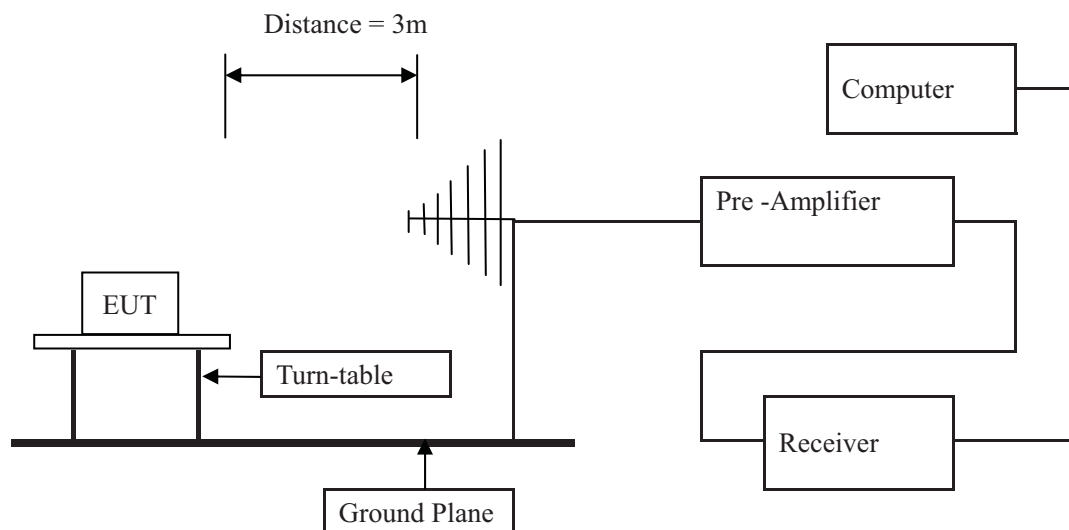 Distance = 3m
Computer
Pre -Amplifier
EUT
Turn-table
Receiver
Ground Plane